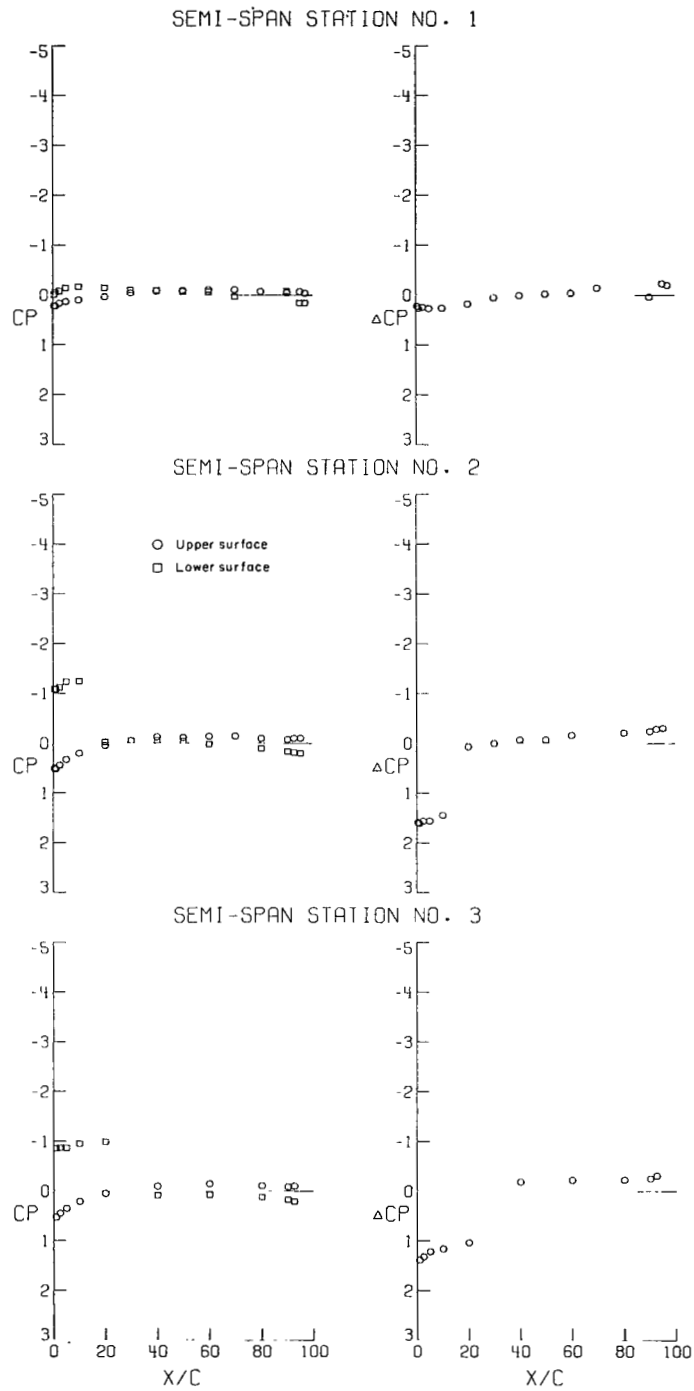 SEMI-SPAN STATION NO. 1
-5 -5
-4 -4
-3 -3
-2 -2
-1 -1
0 0
CP ΔCP
1 1
2 2
3 3
SEMI-SPAN STATION NO. 2
-5 -5
-4 -4
○ Upper surface
□ Lower surface
-3 -3
-2 -2
-1 -1
0 0
CP ΔCP
1 1
2 2
3 3
SEMI-SPAN STATION NO. 3
-5 -5
-4 -4
-3 -3
-2 -2
-1 -1
0 0
CP ΔCP
1 1
2 2
3 3
0 20 40 60 80 100 0 20 40 60 80 100
X/C X/C